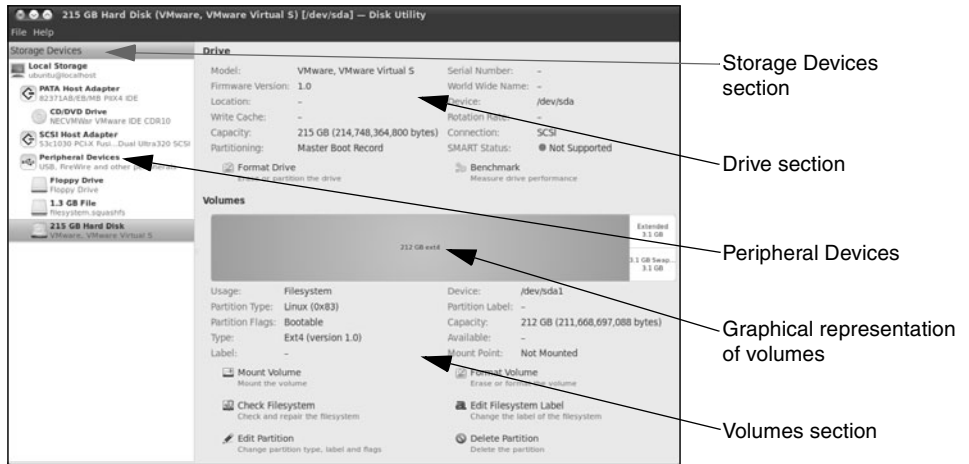 215 GB Hard Disk (VMware, VMware Virtual S) [/dev/sda] — Disk Utility
File Help
Storage Devices
Local Storage
ubuntu@localhost
PATA Host Adapter
82371AB/EB/MB PIIX4 IDE
CD/DVD Drive
NECVMWar VMware IDE CDR10
SCSI Host Adapter
53c1030 PCI-X Fusi...Dual Ultra320 SCSI
Peripheral Devices
USB, FireWire and other peripherals
Floppy Drive
Floppy Drive
1.3 GB File
filesystem.squashfs
215 GB Hard Disk
VMware, VMware Virtual S
Drive
Model: VMware, VMware Virtual S Serial Number: –
Firmware Version: 1.0 World Wide Name: –
Location: – Device: /dev/sda
Write Cache: – Rotation Rate: –
Capacity: 215 GB (214,748,364,800 bytes) Connection: SCSI
Partitioning: Master Boot Record SMART Status: Not Supported
Format Drive Benchmark
Erase or partition the drive Measure drive performance
Volumes
212 GB ext4
Extended
3.1 GB
3.1 GB Swap...
3.1 GB
Usage: Filesystem Device: /dev/sda1
Partition Type: Linux (0x83) Partition Label: –
Partition Flags: Bootable Capacity: 212 GB (211,668,697,088 bytes)
Type: Ext4 (version 1.0) Available: –
Label: – Mount Point: Not Mounted
Mount Volume Format Volume
Mount the volume Erase or format the volume
Check Filesystem Edit Filesystem Label
Check and repair the filesystem Change the label of the filesystem
Edit Partition Delete Partition
Change partition type, label and flags Delete the partition
Storage Devices
section
Drive section
Peripheral Devices
Graphical representation
of volumes
Volumes section